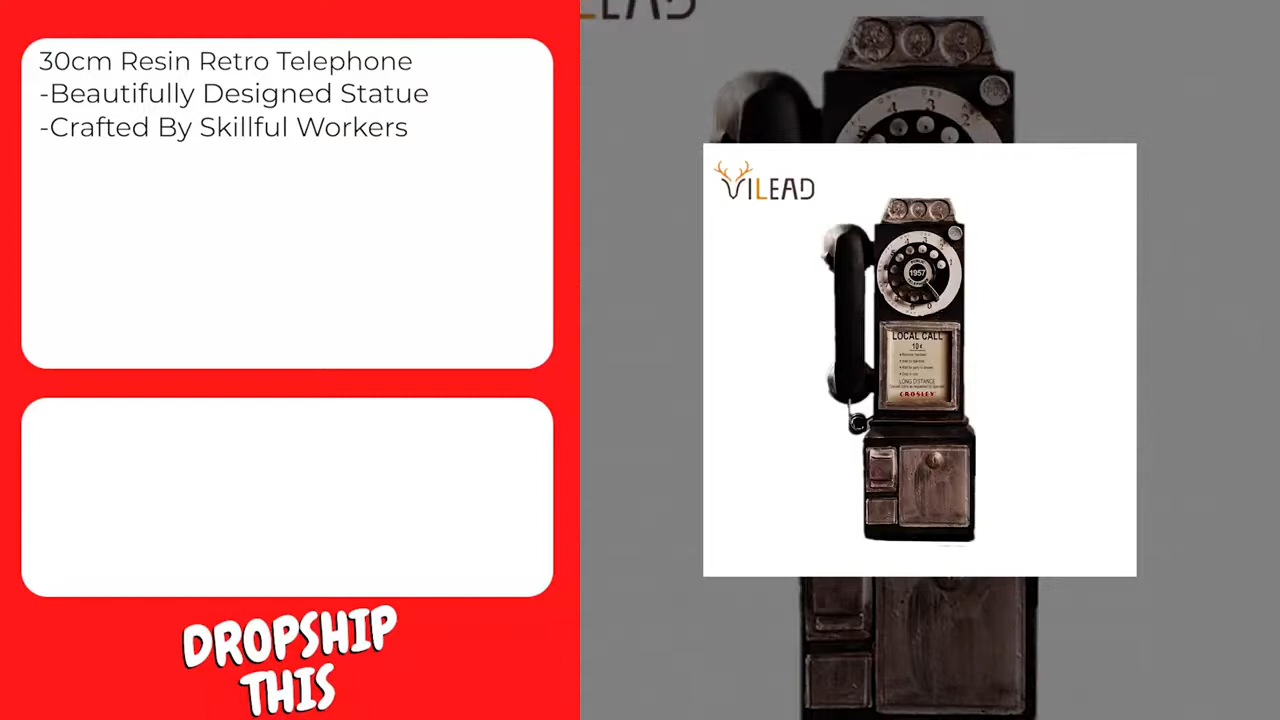 30cm Resin Retro Telephone
-Beautifully Designed Statue
-Crafted By Skillful Workers
DROPSHIP
THIS
VILEAD
1957
LOCAL CALL
10¢
LONG DISTANCE
CROSLEY